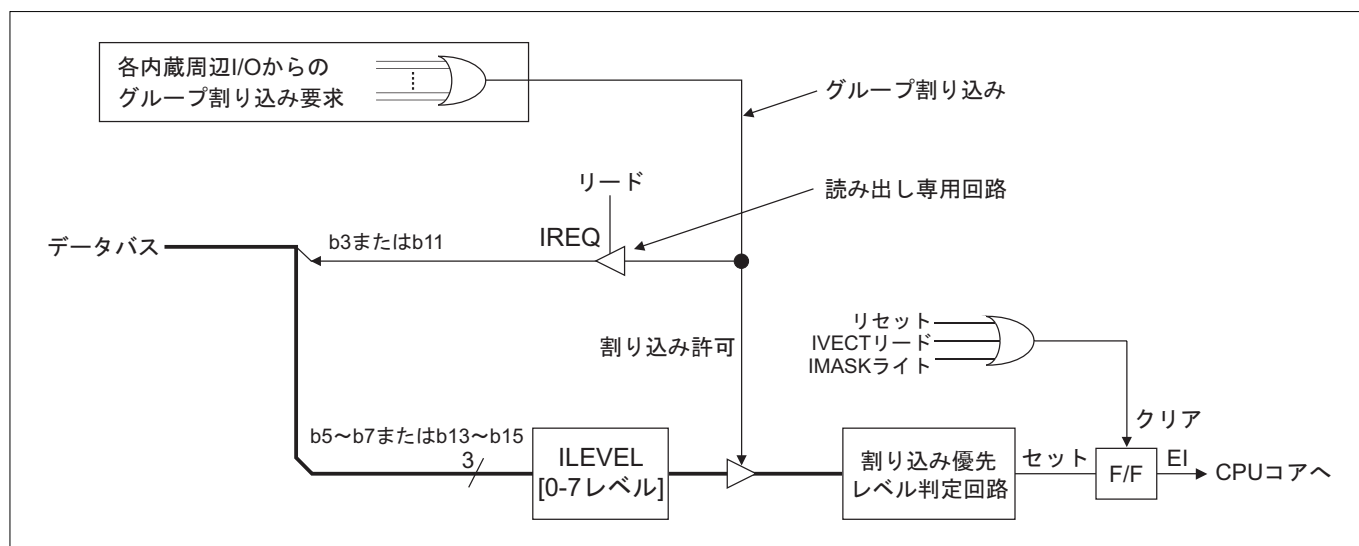 各内蔵周辺I/Oからの
グループ割り込み要求
グループ割り込み
リード
読み出し専用回路
データバス
b3またはb11
IREQ
割り込み許可
リセット
IVECTリード
IMASKライト
クリア
b5～b7またはb13～b15
3
ILEVEL
[0-7レベル]
割り込み優先
レベル判定回路
セット
F/F
EI
CPUコアへ